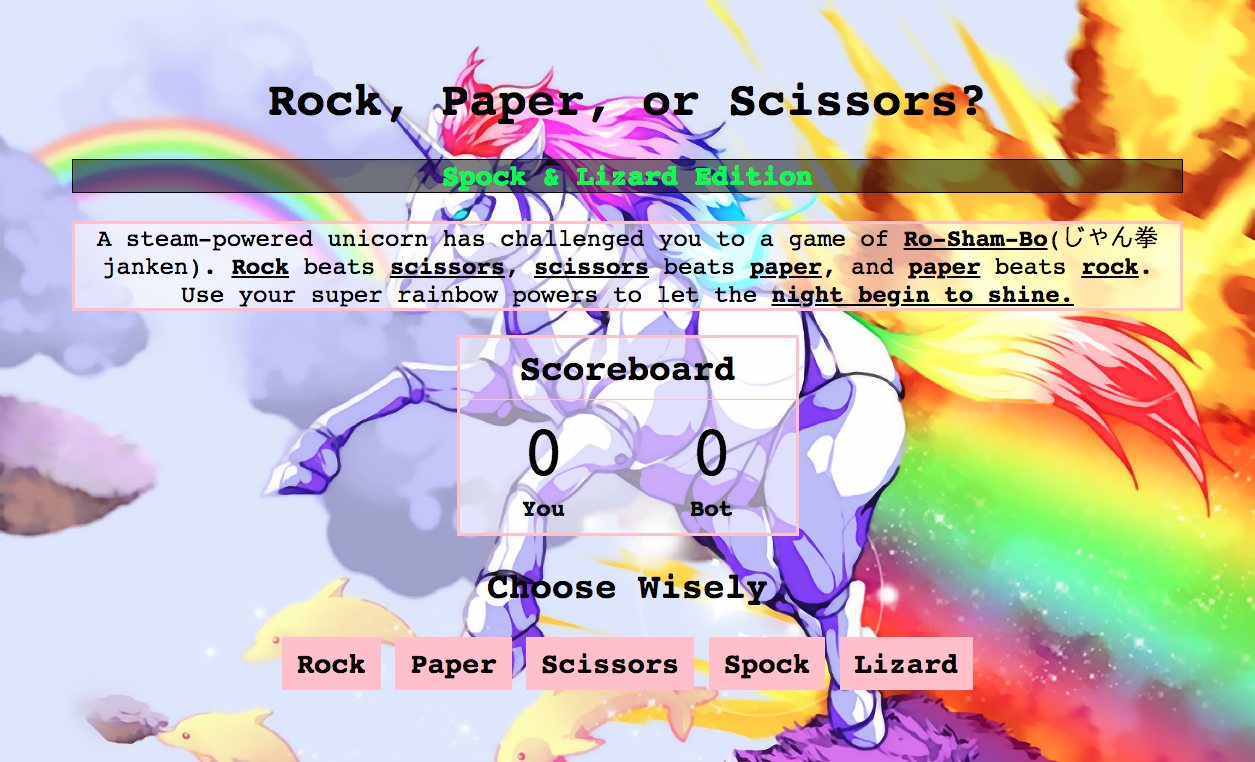 Rock, Paper, or Scissors?
Spock & Lizard Edition
A steam-powered unicorn has challenged you to a game of Ro-Sham-Bo(じゃん拳
janken). Rock beats scissors, scissors beats paper, and paper beats rock.
Use your super rainbow powers to let the night begin to shine.
Scoreboard
0 0
You Bot
Choose Wisely
Rock Paper Scissors Spock Lizard